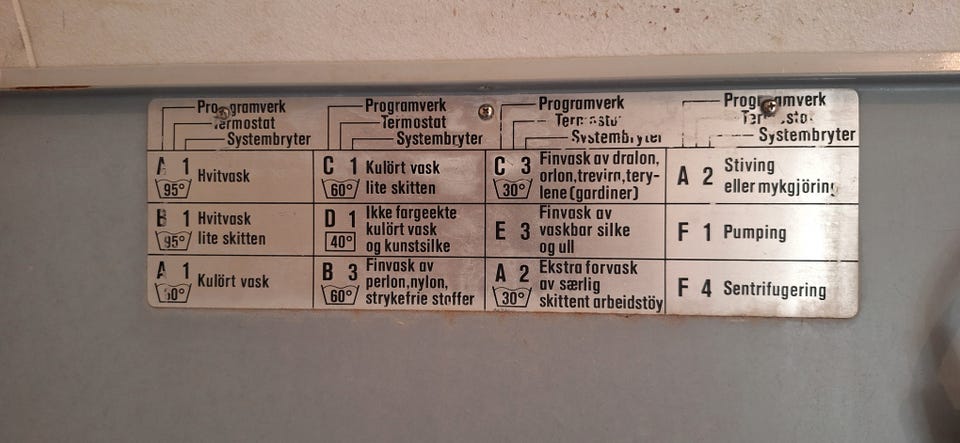 Programverk
Termostat
Systembryter
A 1 Hvitvask
95°
B 1 Hvitvask
95° lite skitten
A 1 Kulört vask
Programverk
Termostat
Systembryter
C 1 Kulört vask
60° lite skitten
D 1 Ikke fargeekte
40° kulört vask
og kunstsilke
B 3 Finvask av
60° perlon,nylon,
strykefrie stoffer
Programverk
Termostat
Systembryter
C 3 Finvask av dralon,
30° orlon,trevirn,tery-
lene(gardiner)
E 3 Finvask av
vaskbar silke
og ull
A 2 Ekstra forvask
30° av særlig
skittent arbeidstöy
Programverk
Termostat
Systembryter
A 2 Stiving
eller mykgjöring
F 1 Pumping
F 4 Sentrifugering